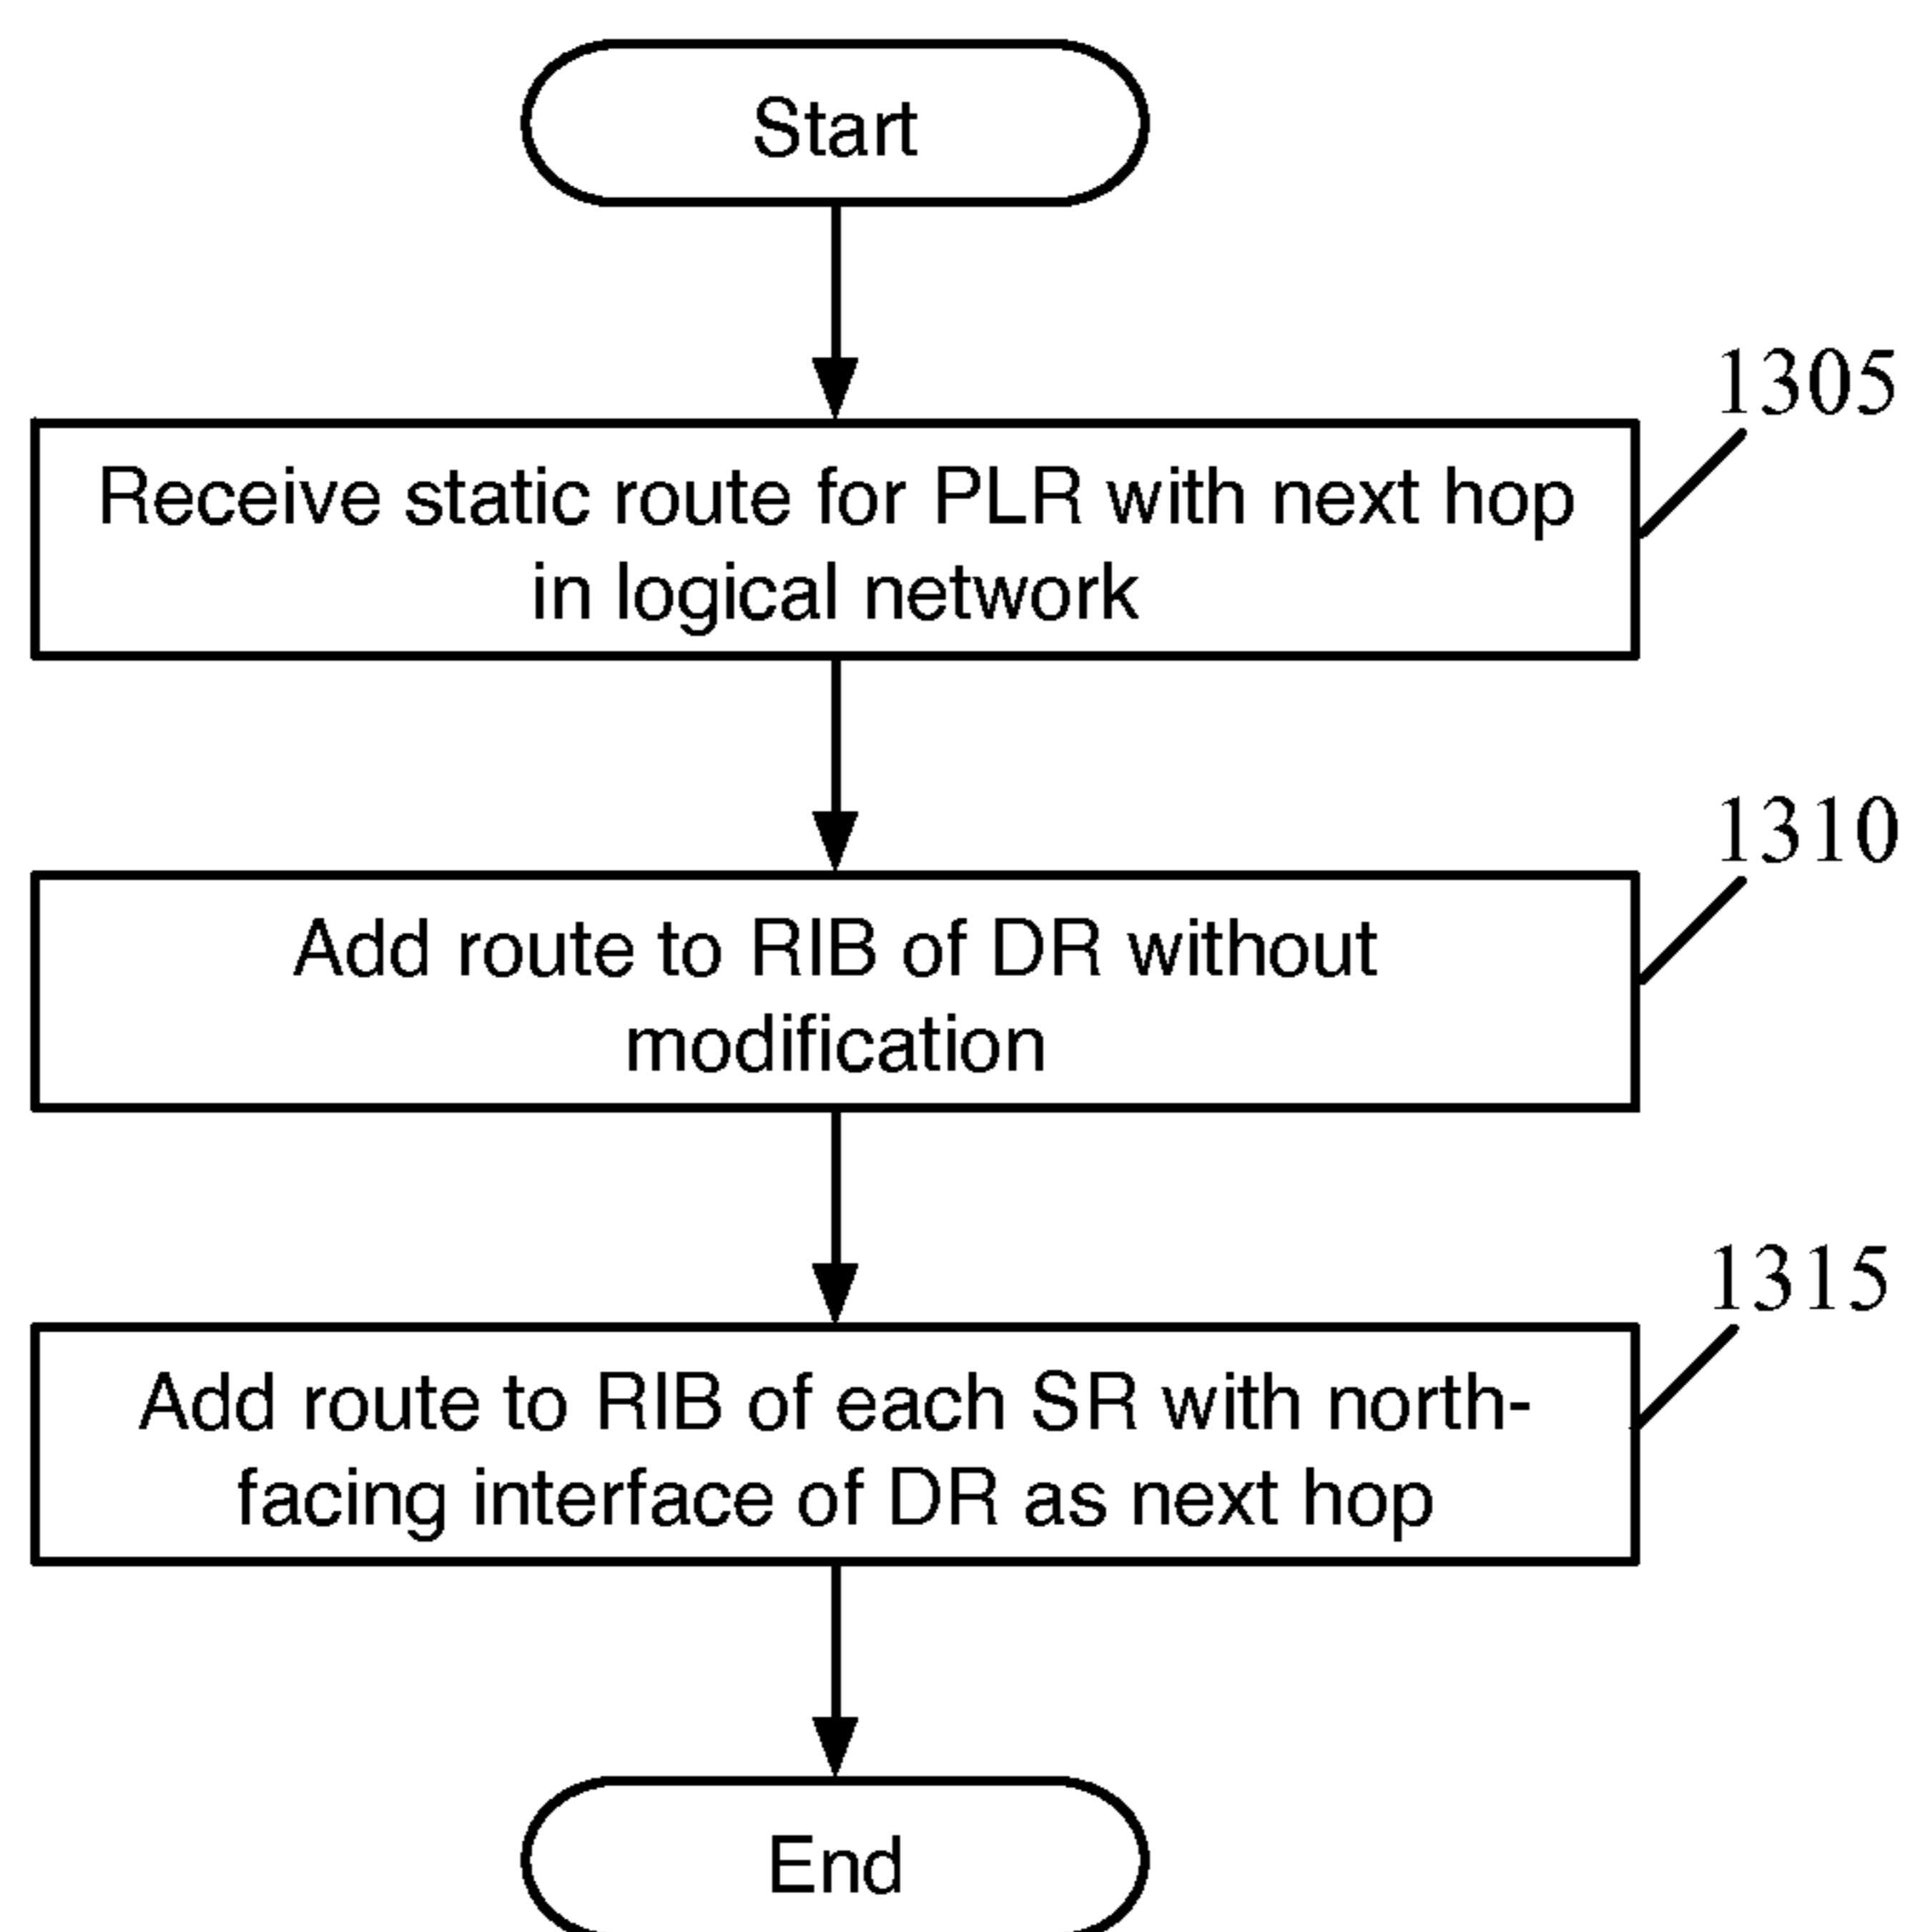 Start
1305
Receive static route for PLR with next hop
in logical network
1310
Add route to RIB of DR without
modification
1315
Add route to RIB of each SR with north-
facing interface of DR as next hop
End